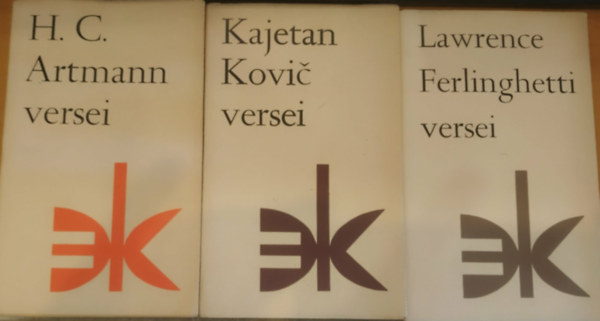 H. C.
Artmann
versei
Kajetan
Kovič
versei
Lawrence
Ferlinghetti
versei